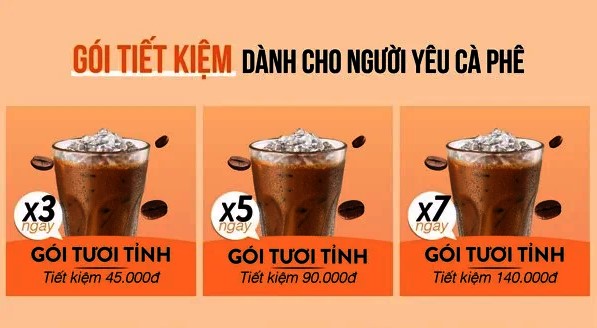 GÓI TIẾT KIỆM DÀNH CHO NGƯỜI YÊU CÀ PHÊ
x3
ngày
GÓI TƯƠI TỈNH
Tiết kiệm 45.000đ
x5
ngày
GÓI TƯƠI TỈNH
Tiết kiệm 90.000đ
x7
ngày
GÓI TƯƠI TỈNH
Tiết kiệm 140.000đ